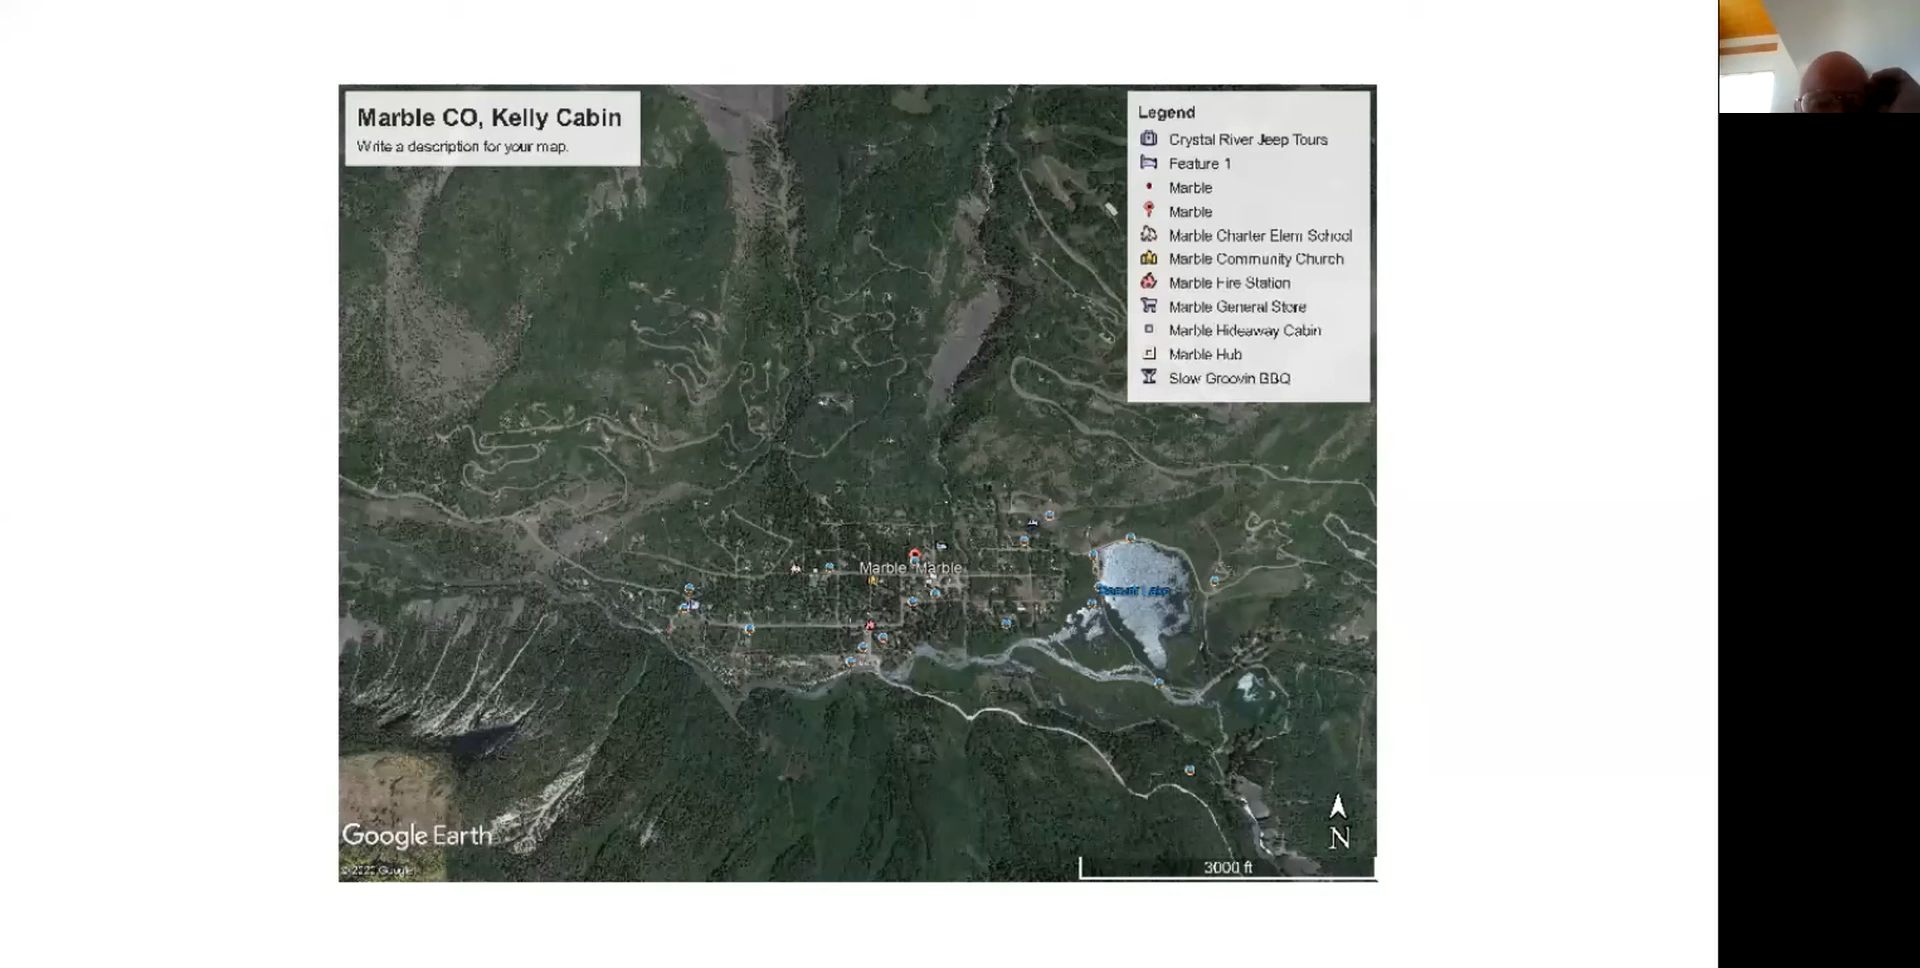 Marble CO, Kelly Cabin
Write a description for your map.
Legend
Crystal River Jeep Tours
Feature 1
Marble
Marble
Marble Charter Elem School
Marble Community Church
Marble Fire Station
Marble General Store
Marble Hideaway Cabin
Marble Hub
Slow Groovin BBQ
Marble Marble
Beaver Lake
Google Earth
N
3000 ft